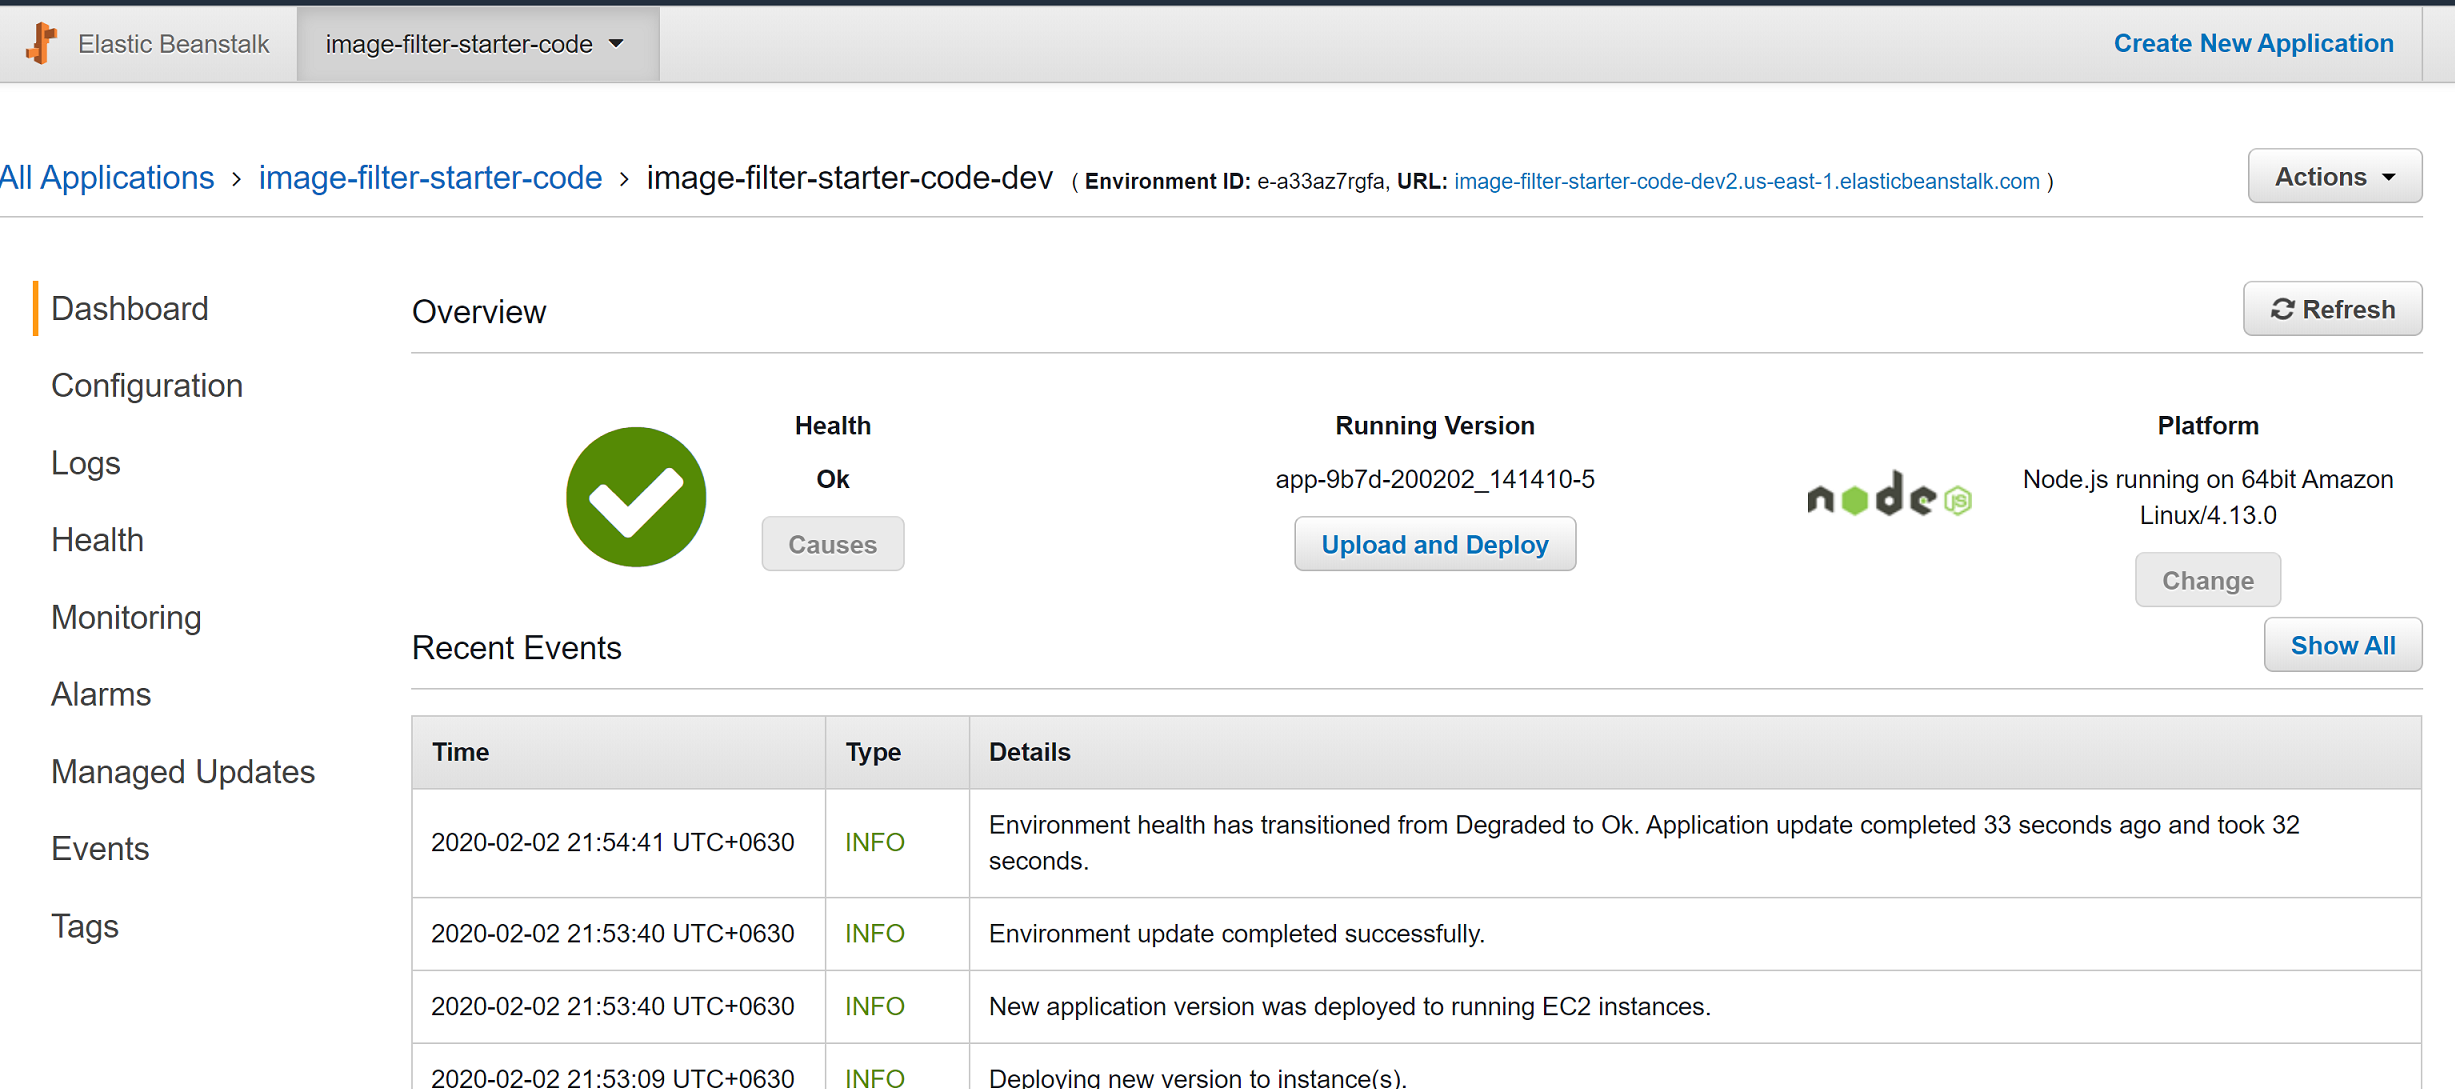 Elastic Beanstalk image-filter-starter-code Create New Application
All Applications > image-filter-starter-code > image-filter-starter-code-dev ( Environment ID: e-a33az7rgfa, URL: image-filter-starter-code-dev2.us-east-1.elasticbeanstalk.com ) Actions
Dashboard
Configuration
Logs
Health
Monitoring
Alarms
Managed Updates
Events
Tags
Overview Refresh
Health
Ok
Causes
Running Version
app-9b7d-200202_141410-5
Upload and Deploy
node JS
Platform
Node.js running on 64bit Amazon
Linux/4.13.0
Change
Recent Events Show All
Time Type Details
2020-02-02 21:54:41 UTC+0630 INFO Environment health has transitioned from Degraded to Ok. Application update completed 33 seconds ago and took 32
seconds.
2020-02-02 21:53:40 UTC+0630 INFO Environment update completed successfully.
2020-02-02 21:53:40 UTC+0630 INFO New application version was deployed to running EC2 instances.
2020-02-02 21:53:09 UTC+0630 INFO Deploying new version to instance(s).